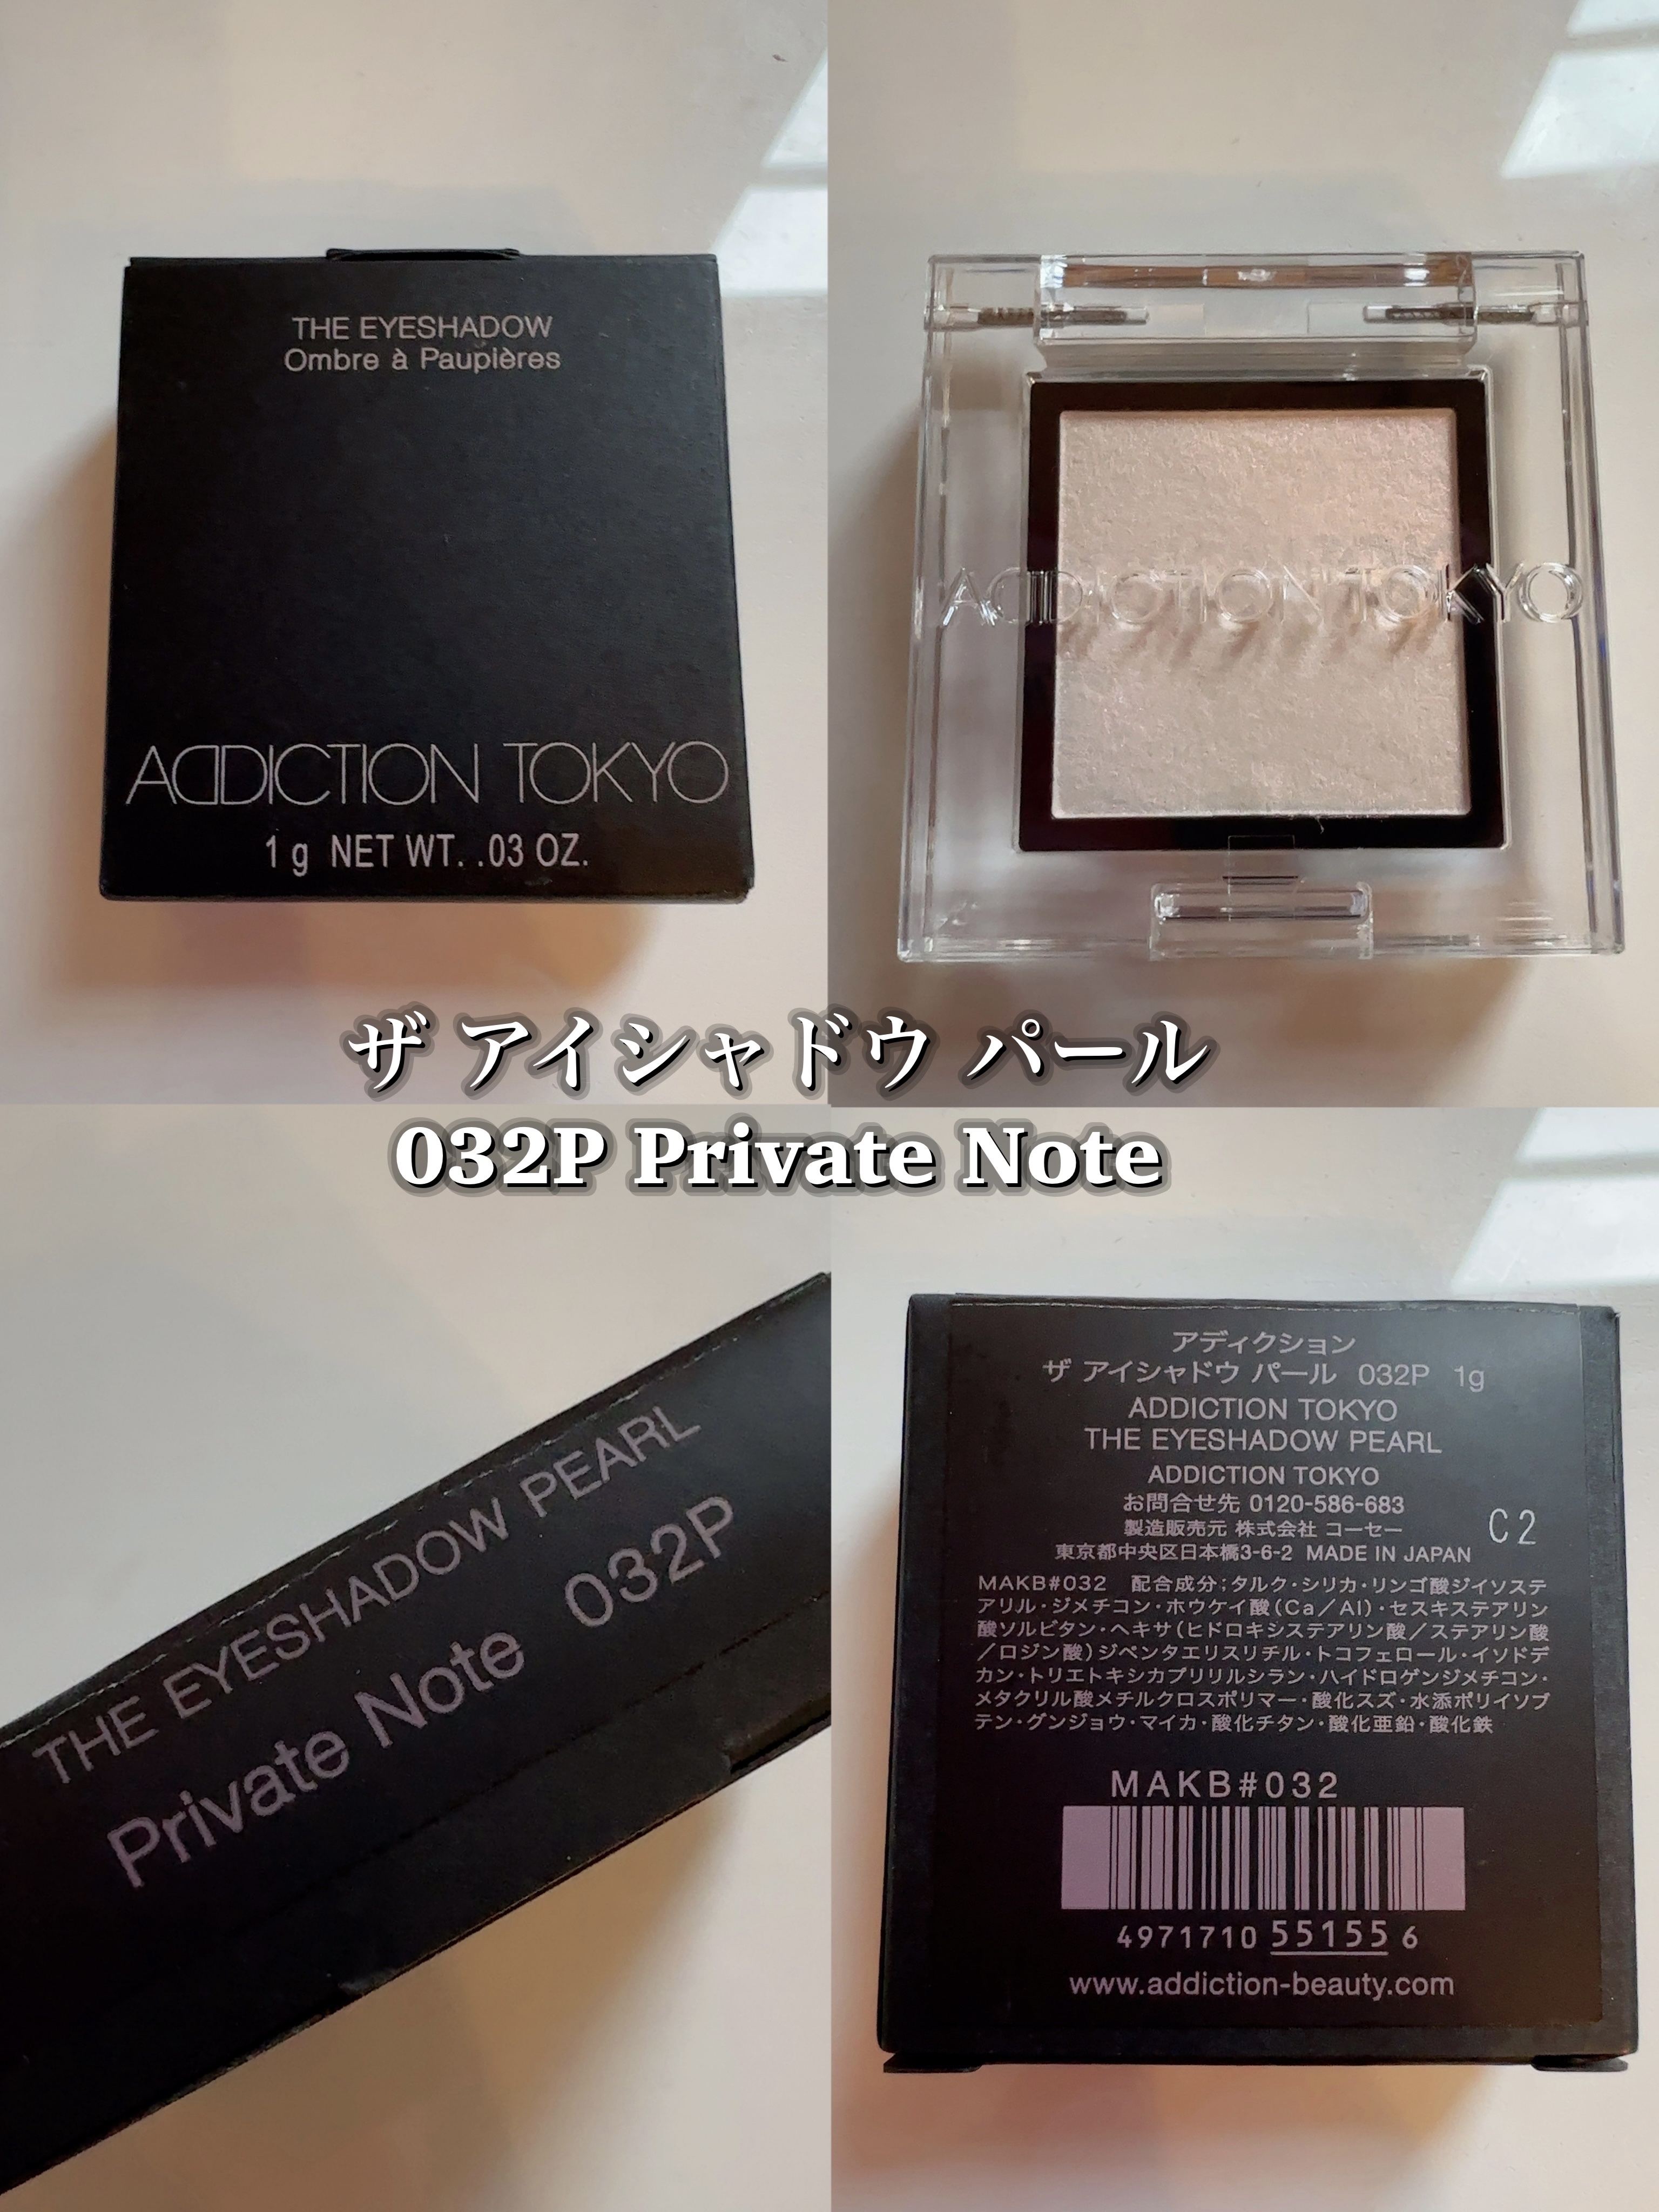 THE EYESHADOW
Ombre à Paupières
ADDICTION TOKYO
1 g NET WT. .03 OZ.
ADDICTION TOKYO
ザ アイシャドウ パール
032P Private Note
THE EYESHADOW PEARL
Private Note 032P
アディクション
ザ アイシャドウ パール 032P 1g
ADDICTION TOKYO
THE EYESHADOW PEARL
ADDICTION TOKYO
お問合せ先 0120-586-683
製造販売元 株式会社 コーセー
C2
東京都中央区日本橋3-6-2 MADE IN JAPAN
MAKB#032 配合成分:タルク・シリカ・リンゴ酸ジイソステ
アリル・ジメチコン・ホウケイ酸(Ca/Al)・セスキステアリン
酸ソルビタン・ヘキサ(ヒドロキシステアリン酸/ステアリン酸
/ロジン酸)ジペンタエリスリチル・トコフェロール・イソドデ
カン・トリエトキシカプリリルシラン・ハイドロゲンジメチコン・
メタクリル酸メチルクロスポリマー・酸化スズ・水添ポリイソブ
テン・グンジョウ・マイカ・酸化チタン・酸化亜鉛・酸化鉄
MAKB#032
4971710 55155 6
www.addiction-beauty.com